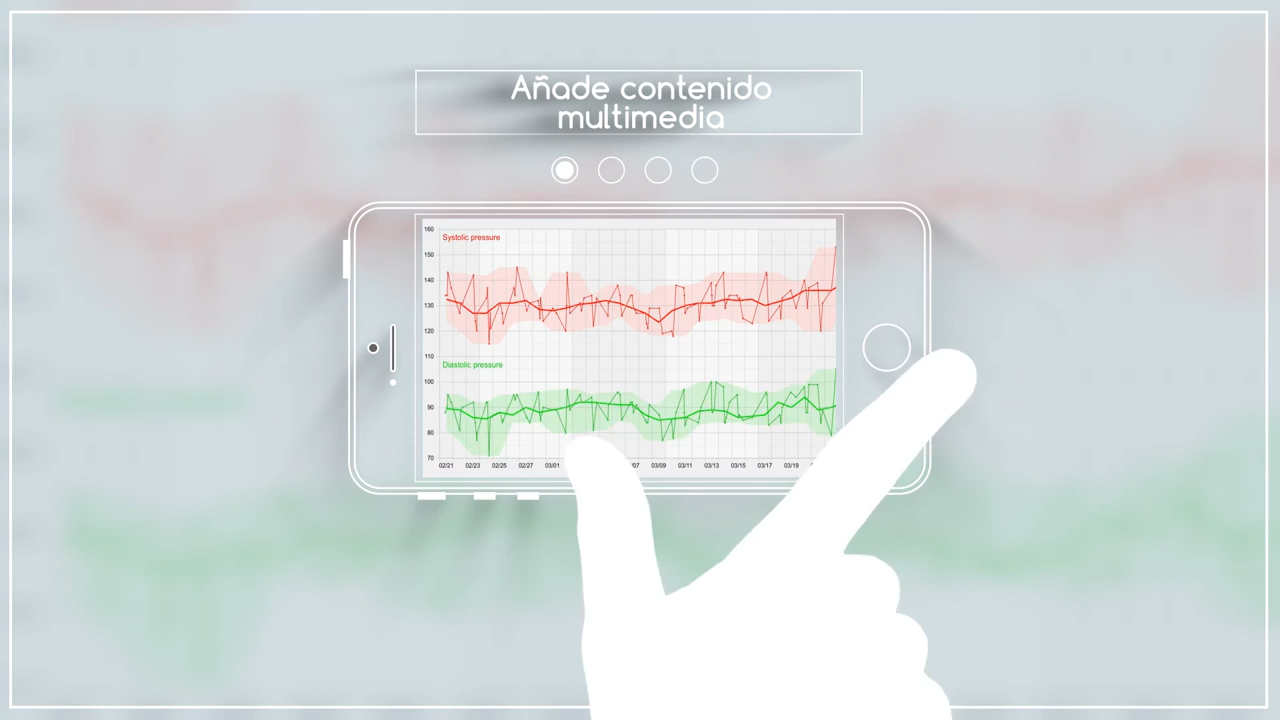 Añade contenido
multimedia
160
Systolic pressure
150
140
130
120
110
Diastolic pressure
100
90
80
70
02/21 02/23 02/25 02/27 03/01 /07 03/09 03/11 03/13 03/15 03/17 03/19